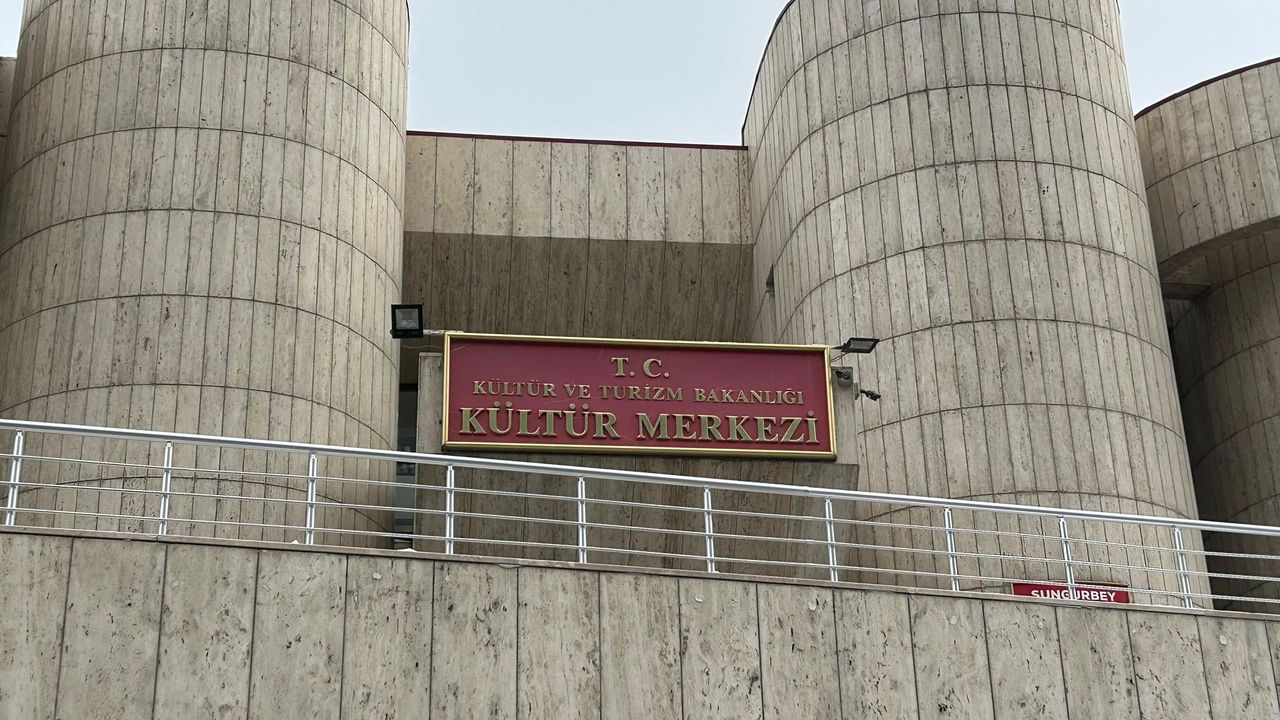 T. C.
KÜLTÜR VE TURİZM BAKANLIĞI
KÜLTÜR MERKEZİ
SUNGURBEY